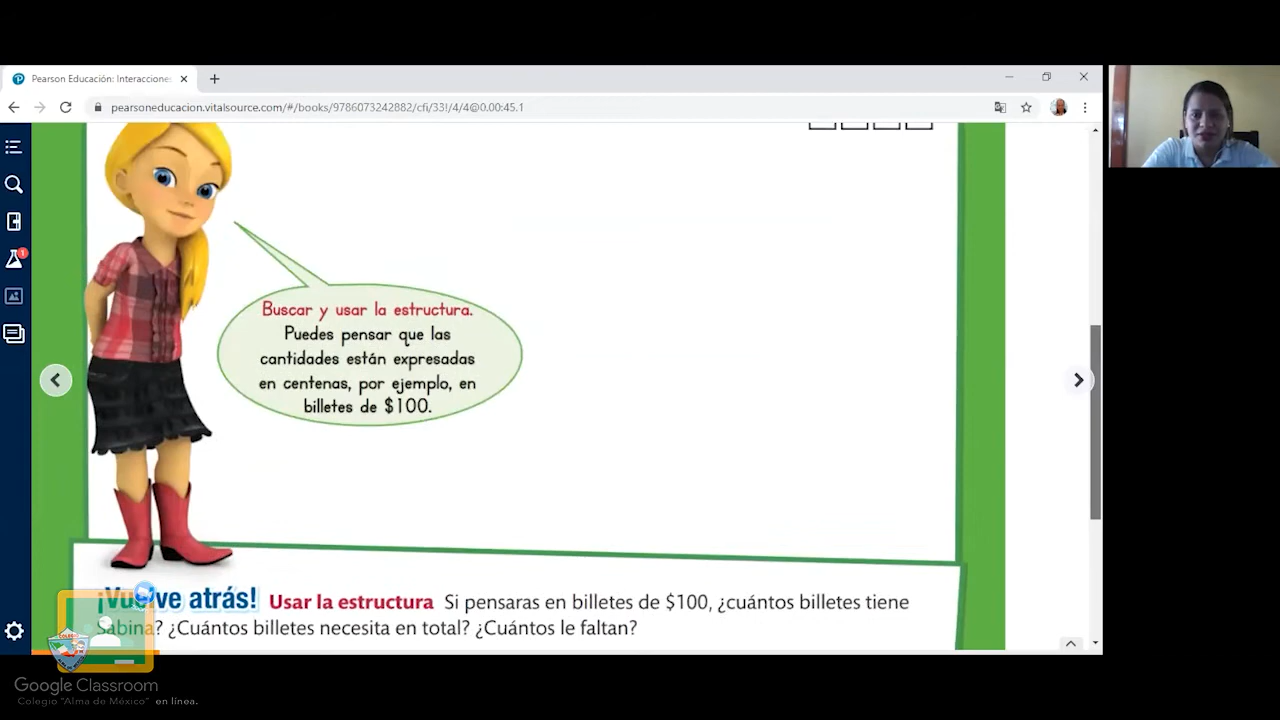 Pearson Educación: Interacciones
pearsoneducacion.vitalsource.com/#/books/9786073242882/cfi/33!/4/4@0.00:45.1
1
Buscar y usar la estructura.
Puedes pensar que las
cantidades están expresadas
en centenas, por ejemplo, en
billetes de $100.
¡Vuelve atrás! Usar la estructura Si pensaras en billetes de $100, ¿cuántos billetes tiene
Sabina? ¿Cuántos billetes necesita en total? ¿Cuántos le faltan?
COLEGIO
Google Classroom
Colegio "Alma de México" en línea.